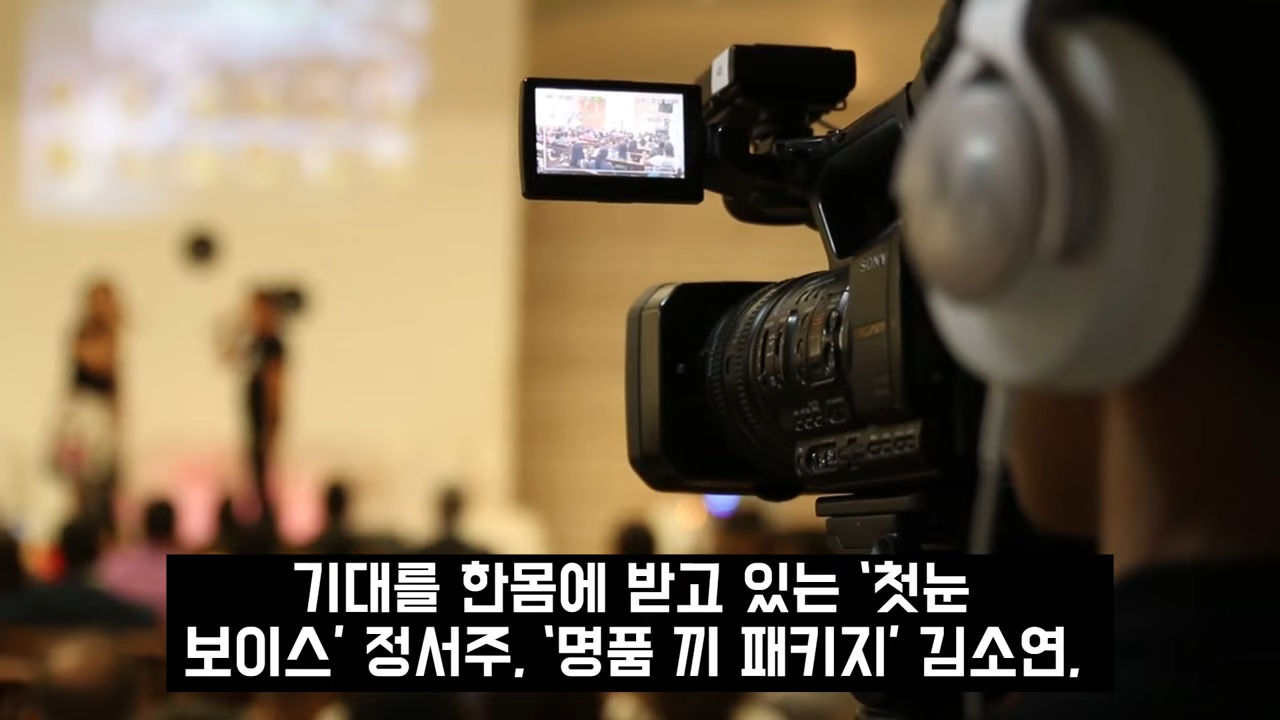 SONY
기대를 한몸에 받고 있는 ‘첫눈
보이스’ 정서주, ‘명품 끼 패키지’ 김소연,